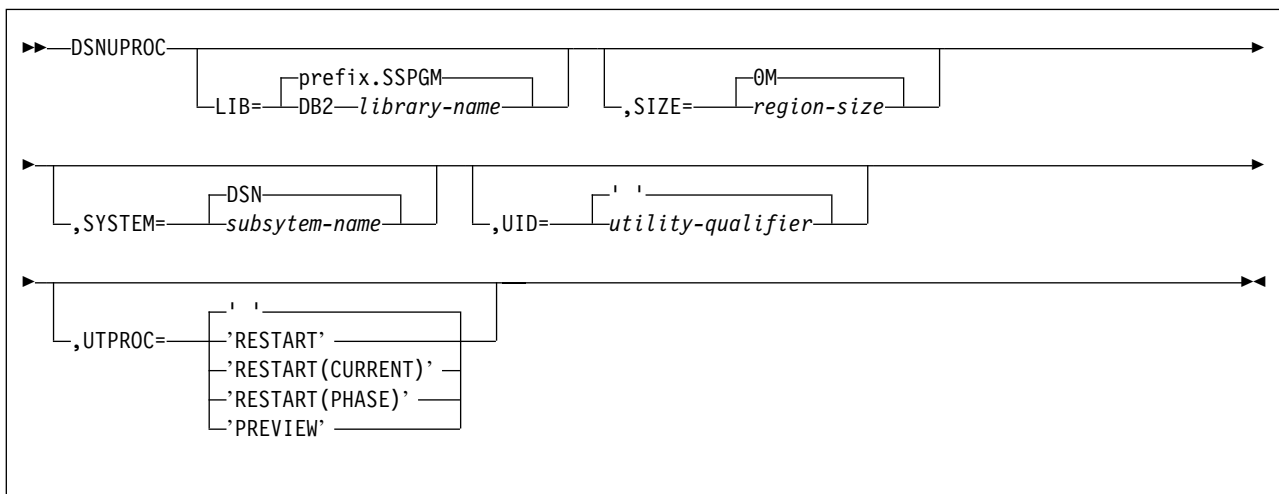 DSNUPROC
prefix.SSPGM
LIB= DB2 library-name
0M
,SIZE= region-size
DSN
,SYSTEM= subsytem-name
' '
,UID= utility-qualifier
' '
,UTPROC= ’RESTART’
’RESTART(CURRENT)’
’RESTART(PHASE)’
’PREVIEW’